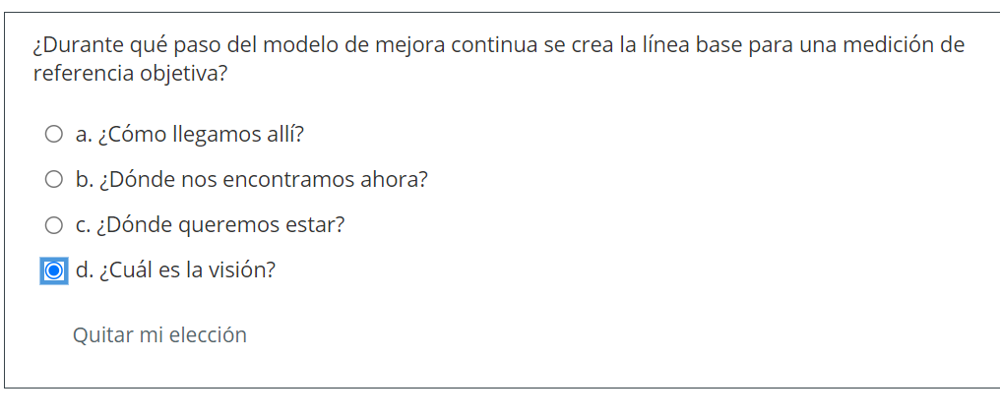 ¿Durante qué paso del modelo de mejora continua se crea la línea base para una medición de
referencia objetiva?
a. ¿Cómo llegamos allí?
b. ¿Dónde nos encontramos ahora?
c. ¿Dónde queremos estar?
d. ¿Cuál es la visión?
Quitar mi elección